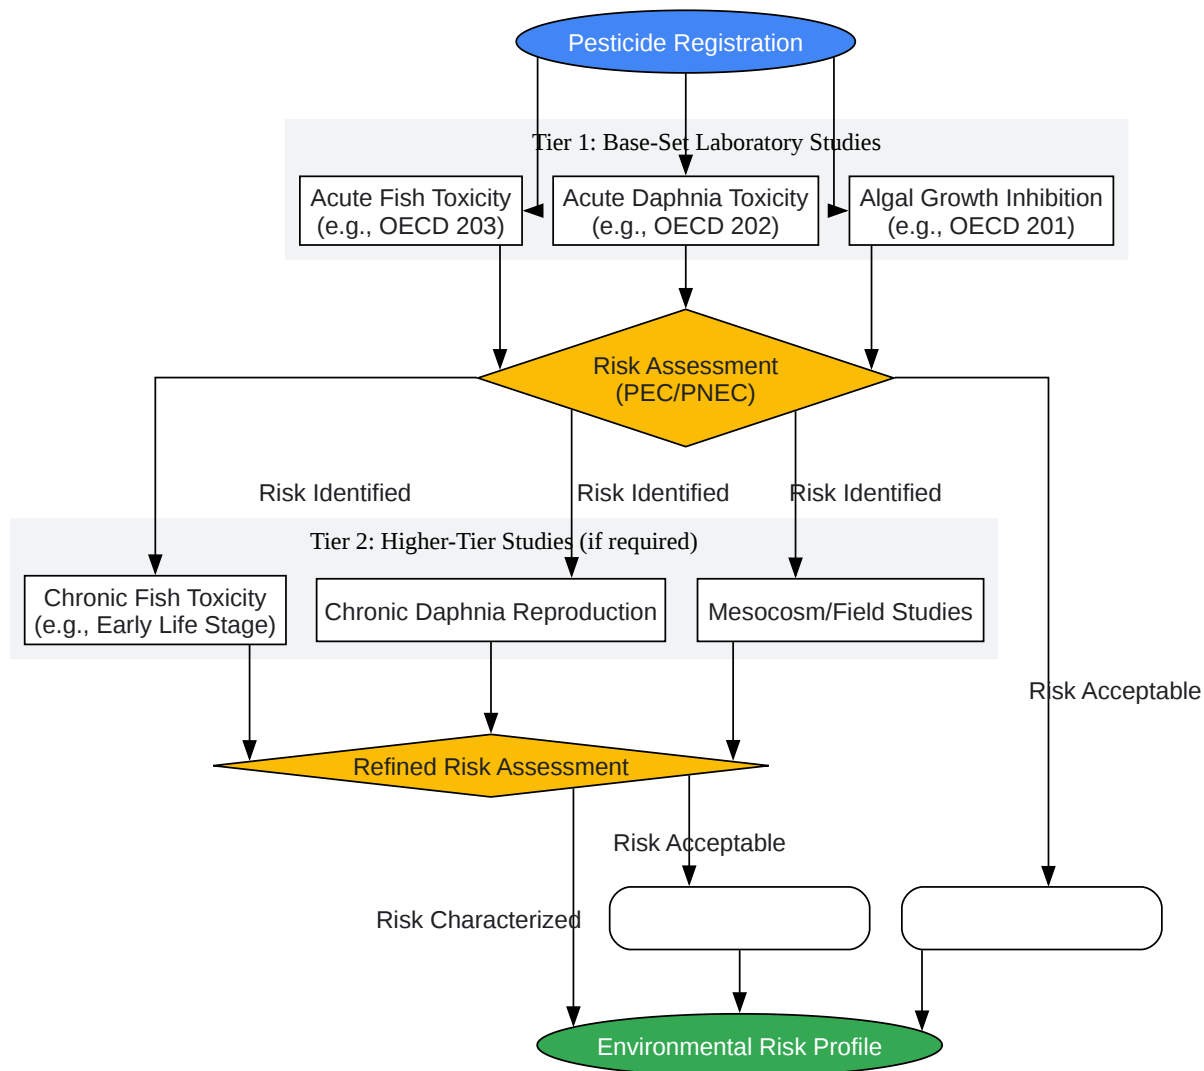 Pesticide Registration
Tier 1: Base-Set Laboratory Studies
Acute Fish Toxicity
(e.g., OECD 203)
Acute Daphnia Toxicity
(e.g., OECD 202)
Algal Growth Inhibition
(e.g., OECD 201)
Risk Assessment
(PEC/PNEC)
Risk Identified
Risk Identified
Risk Identified
Tier 2: Higher-Tier Studies (if required)
Chronic Fish Toxicity
(e.g., Early Life Stage)
Chronic Daphnia Reproduction
Mesocosm/Field Studies
Risk Acceptable
Refined Risk Assessment
Risk Acceptable
Risk Characterized
Environmental Risk Profile